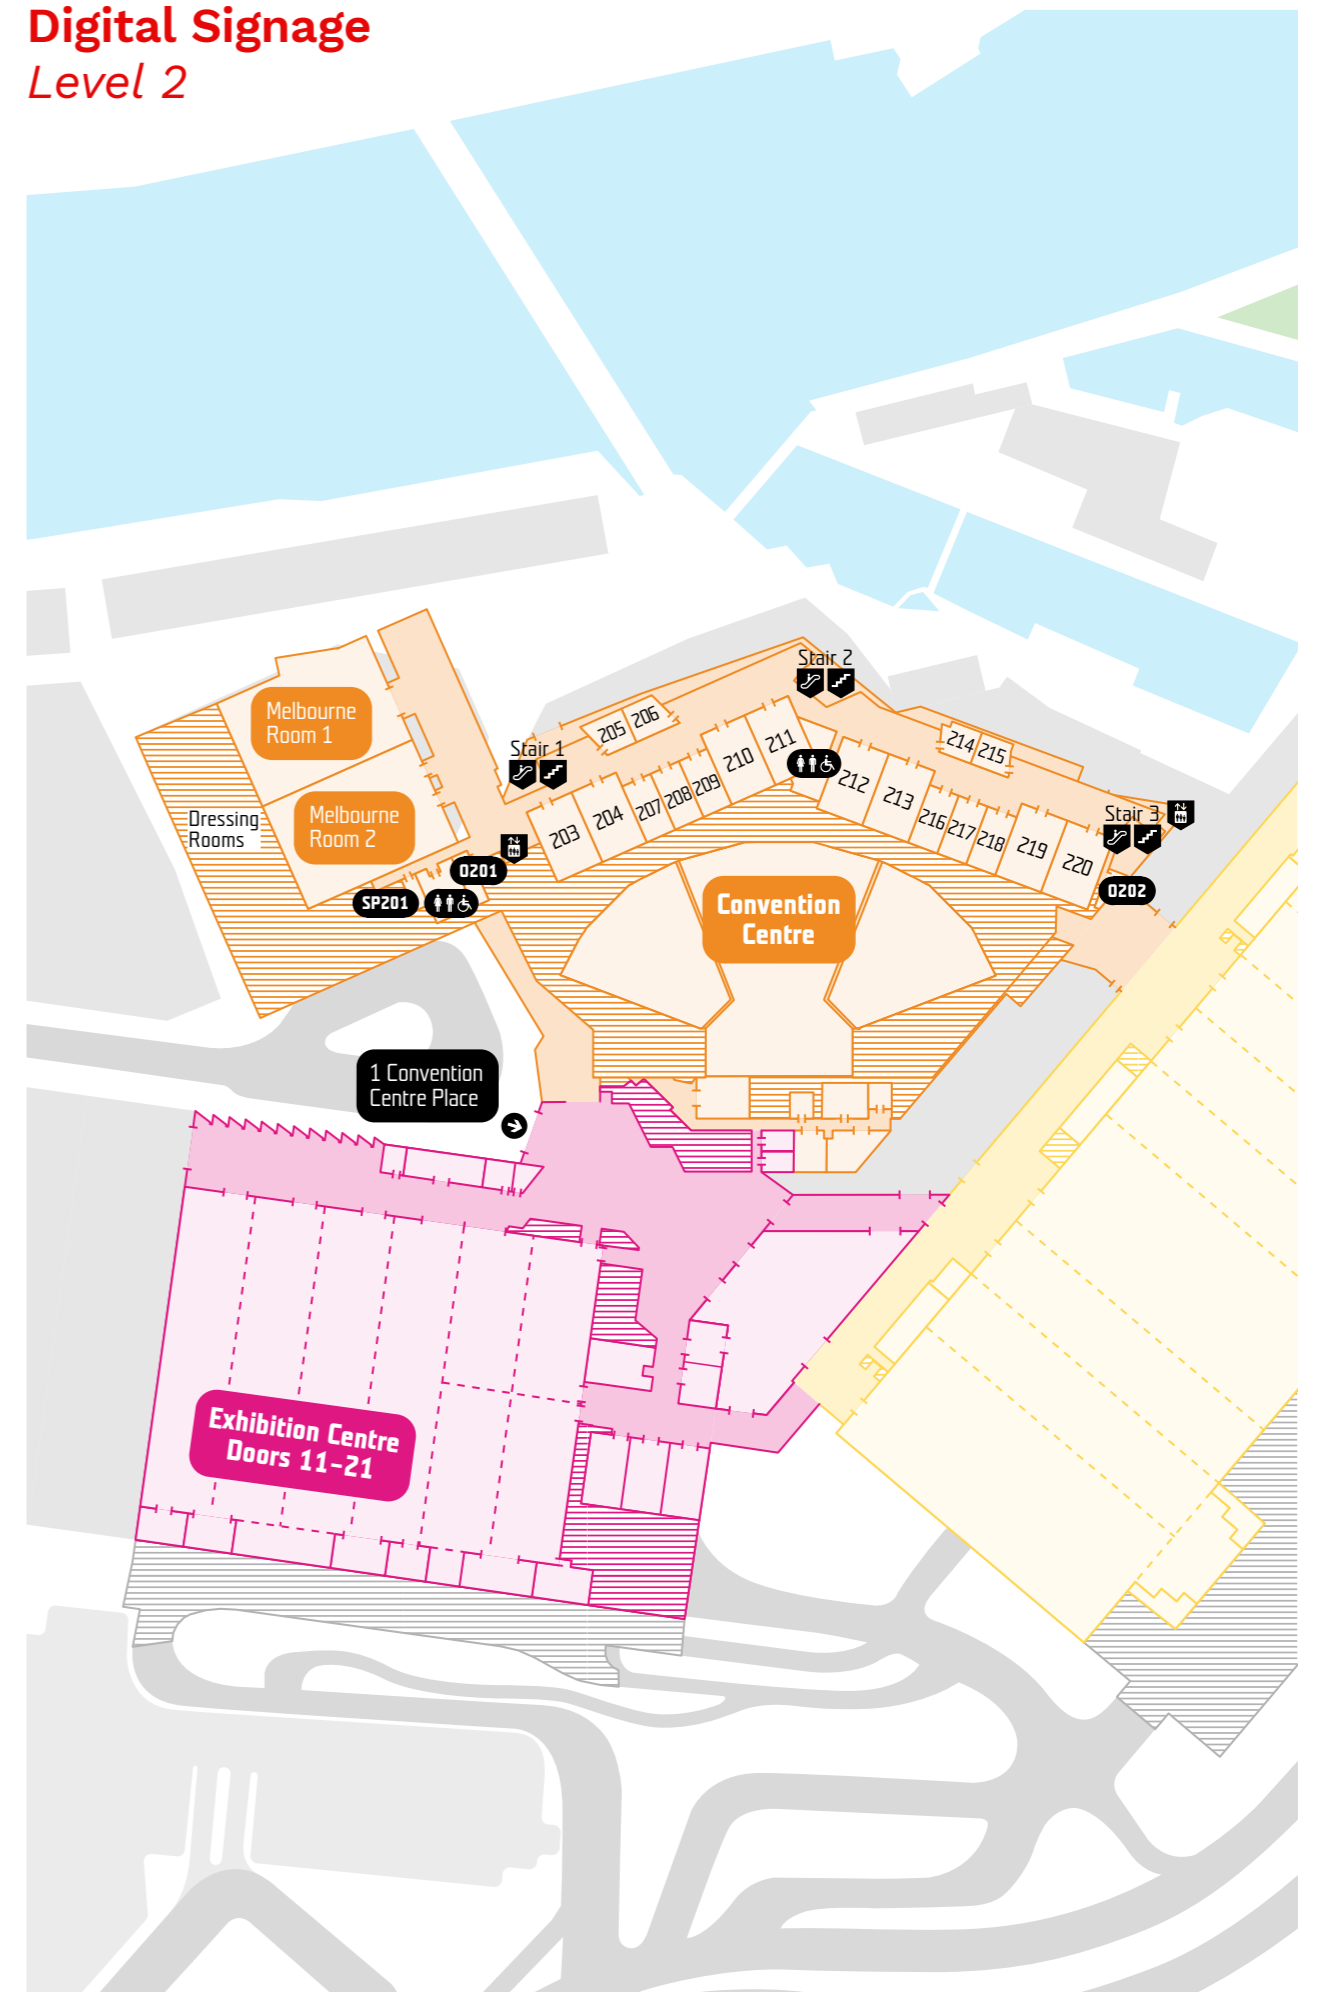 Digital Signage
Level 2
Stair 2
Melbourne
Room 1
205
206
Stair 1
211
210
214
215
212
213
Melbourne
Room 2
Dressing
Rooms
203
204
207
208
209
216
217
218
219
220
Stair 3
O201
SP201
O202
Convention
Centre
1 Convention
Centre Place
Exhibition Centre
Doors 11–21